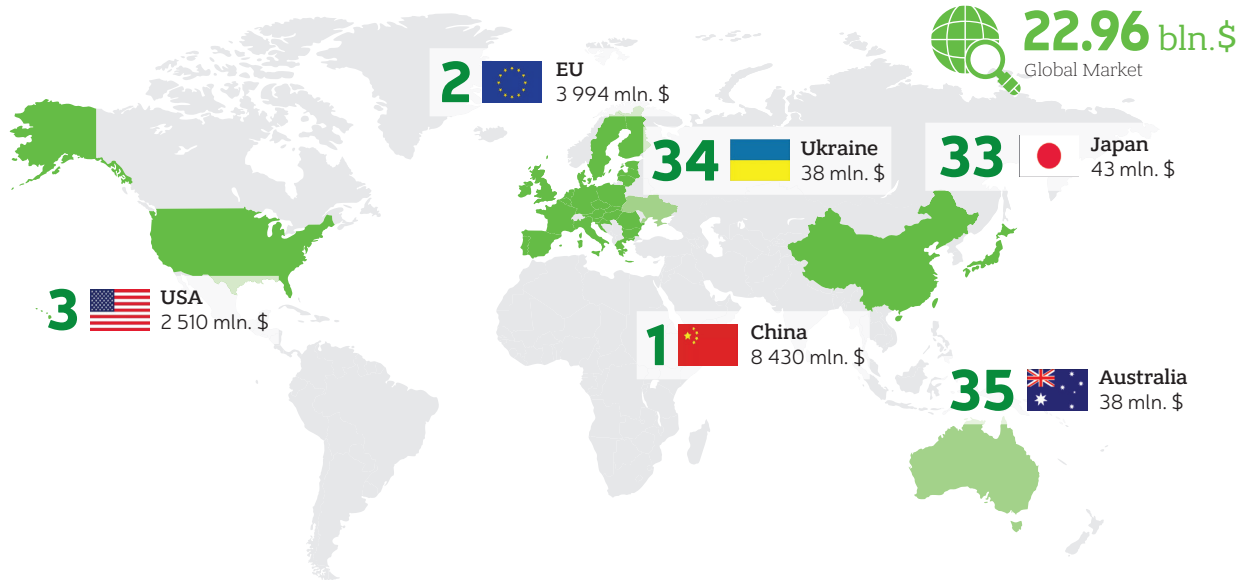 22.96 bln.$
Global Market
2
EU
3 994 mln. $
34
Ukraine
38 mln. $
33
Japan
43 mln. $
3
USA
2 510 mln. $
1
China
8 430 mln. $
35
Australia
38 mln. $